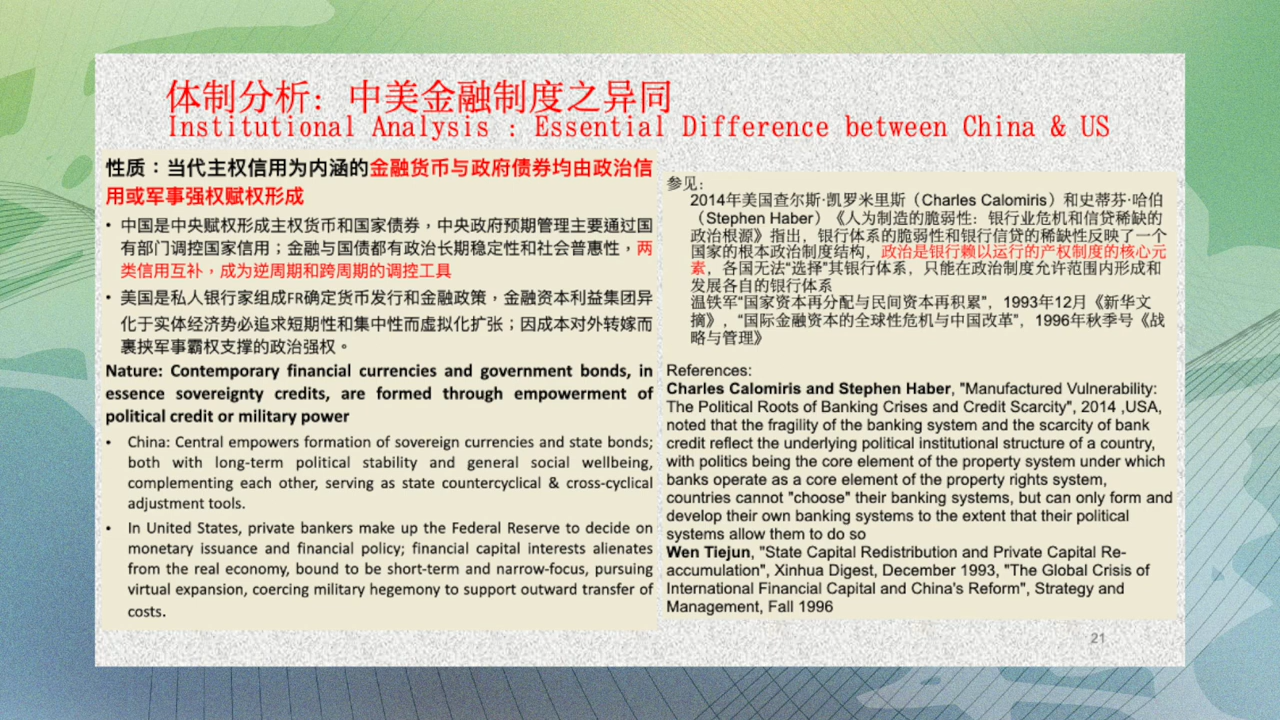 体制分析：中美金融制度之异同
Institutional Analysis : Essential Difference between China & US
性质：当代主权信用为内涵的金融货币与政府债券均由政治信
用或军事强权赋权形成
• 中国是中央赋权形成主权货币和国家债券，中央政府预期管理主要通过国
有部门调控国家信用；金融与国债都有政治长期稳定性和社会普惠性，两
类信用互补，成为逆周期和跨周期的调控工具
• 美国是私人银行家组成FR确定货币发行和金融政策，金融资本利益集团异
化于实体经济势必追求短期性和集中性而虚拟化扩张；因成本对外转嫁而
裹挟军事霸权支撑的政治强权。
Nature: Contemporary financial currencies and government bonds, in
essence sovereignty credits, are formed through empowerment of
political credit or military power
• China: Central empowers formation of sovereign currencies and state bonds;
both with long-term political stability and general social wellbeing,
complementing each other, serving as state countercyclical & cross-cyclical
adjustment tools.
• In United States, private bankers make up the Federal Reserve to decide on
monetary issuance and financial policy; financial capital interests alienates
from the real economy, bound to be short-term and narrow-focus, pursuing
virtual expansion, coercing military hegemony to support outward transfer of
costs.
参见：
2014年美国查尔斯·凯罗米里斯（Charles Calomiris）和史蒂芬·哈伯
（Stephen Haber）《人为制造的脆弱性：银行业危机和信贷稀缺的
政治根源》指出，银行体系的脆弱性和银行信贷的稀缺性反映了一个
国家的根本政治制度结构，政治是银行赖以运行的产权制度的核心元
素，各国无法“选择”其银行体系，只能在政治制度允许范围内形成和
发展各自的银行体系
温铁军“国家资本再分配与民间资本再积累”，1993年12月《新华文
摘》，“国际金融资本的全球性危机与中国改革”，1996年秋季号《战
略与管理》
References:
Charles Calomiris and Stephen Haber, "Manufactured Vulnerability:
The Political Roots of Banking Crises and Credit Scarcity", 2014 ,USA,
noted that the fragility of the banking system and the scarcity of bank
credit reflect the underlying political institutional structure of a country,
with politics being the core element of the property system under which
banks operate as a core element of the property rights system,
countries cannot "choose" their banking systems, but can only form and
develop their own banking systems to the extent that their political
systems allow them to do so
Wen Tiejun, "State Capital Redistribution and Private Capital Re-
accumulation", Xinhua Digest, December 1993, "The Global Crisis of
International Financial Capital and China's Reform", Strategy and
Management, Fall 1996
21